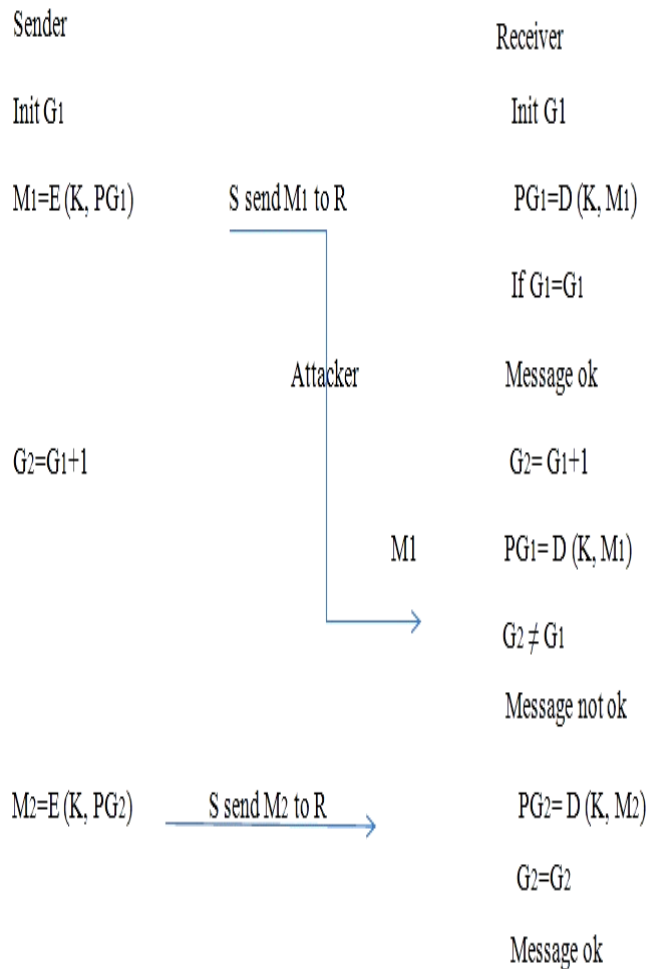 Sender
Receiver
Init G1
Init G1
M1=E (K, PG1)
S send M1 to R
PG1=D (K, M1)
If G1=G1
Attacker
Message ok
G2=G1+1
G2= G1+1
M1
PG1= D (K, M1)
G2 ≠ G1
Message not ok
M2=E (K, PG2)
S send M2 to R
PG2= D (K, M2)
G2=G2
Message ok